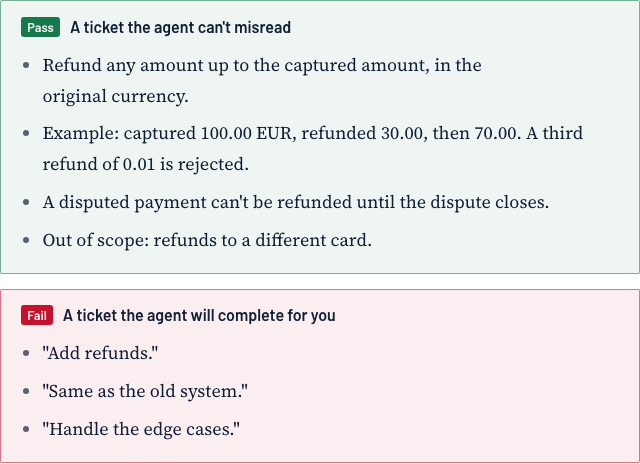 Pass A ticket the agent can't misread
Refund any amount up to the captured amount, in the
original currency.
Example: captured 100.00 EUR, refunded 30.00, then 70.00. A third
refund of 0.01 is rejected.
A disputed payment can't be refunded until the dispute closes.
Out of scope: refunds to a different card.
Fail A ticket the agent will complete for you
"Add refunds."
"Same as the old system."
"Handle the edge cases."